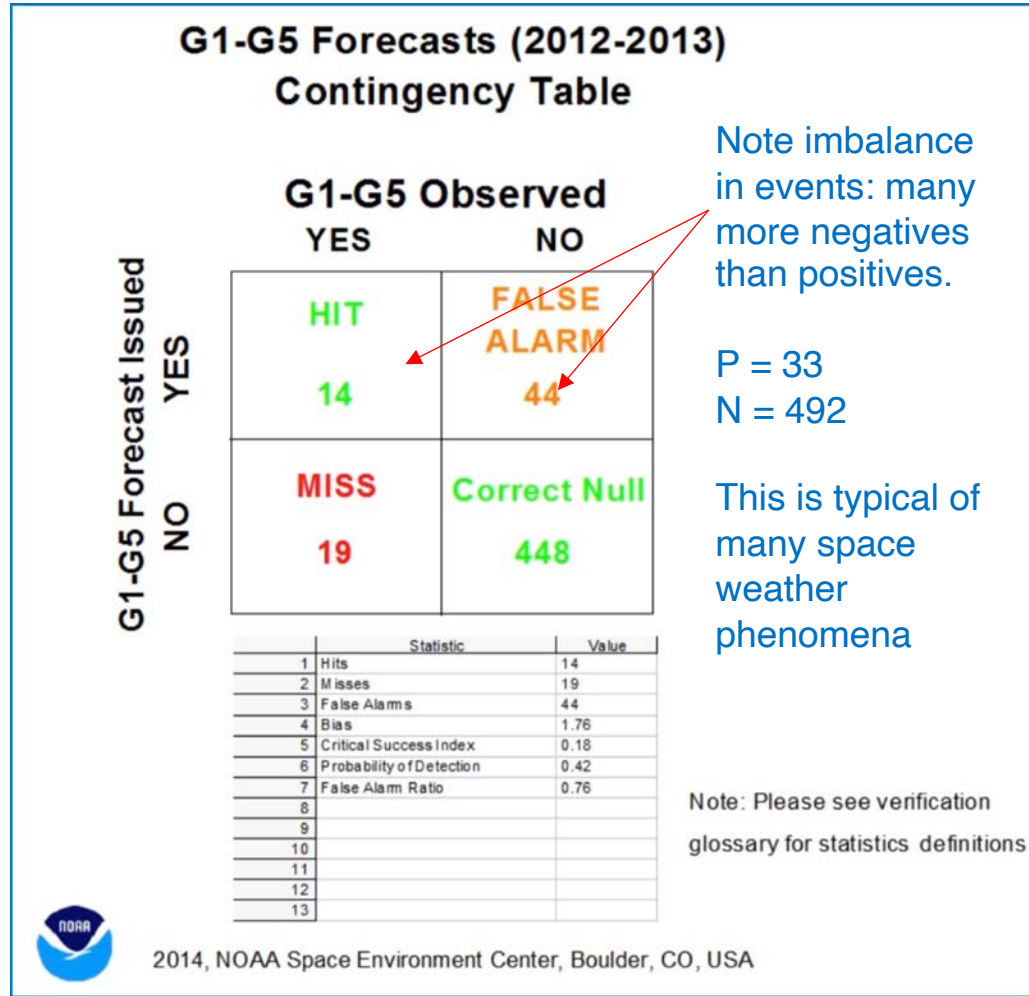 G1-G5 Forecasts (2012-2013)
Contingency Table
G1-G5 Observed
YES NO
G1-G5 Forecast Issued
YES
NO
HIT
14
FALSE
ALARM
44
MISS
19
Correct Null
448
Note imbalance
in events: many
more negatives
than positives.
P = 33
N = 492
This is typical of
many space
weather
phenomena
Statistic Value
1 Hits 14
2 Misses 19
3 False Alarms 44
4 Bias 1.76
5 Critical Success Index 0.18
6 Probability of Detection 0.42
7 False Alarm Ratio 0.76
8
9
10
11
12
13
Note: Please see verification
glossary for statistics definitions
NOAA
2014, NOAA Space Environment Center, Boulder, CO, USA